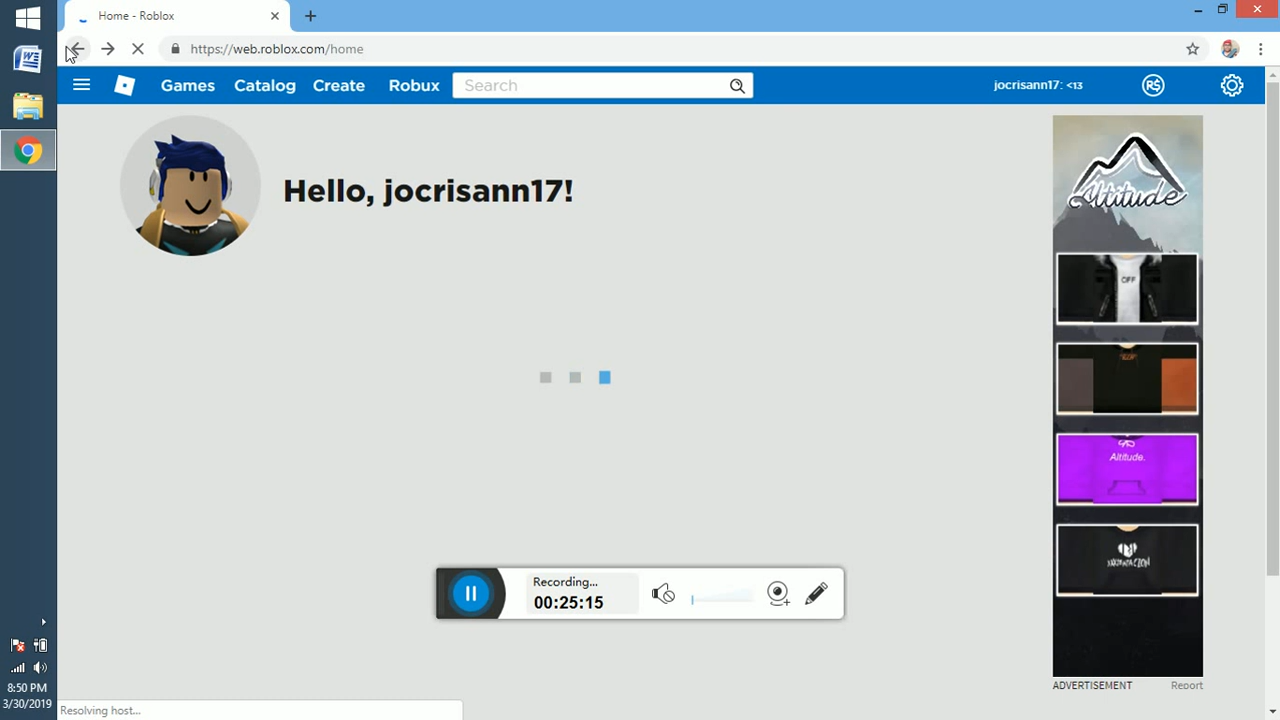 Home - Roblox
https://web.roblox.com/home
Games Catalog Create Robux Search
jocrisann17: <13
R$
Hello, jocrisann17!
Altitude
OFF
Altitude.
Recording...
00:25:15
8:50 PM
3/30/2019
ADVERTISEMENT Report
Resolving host...